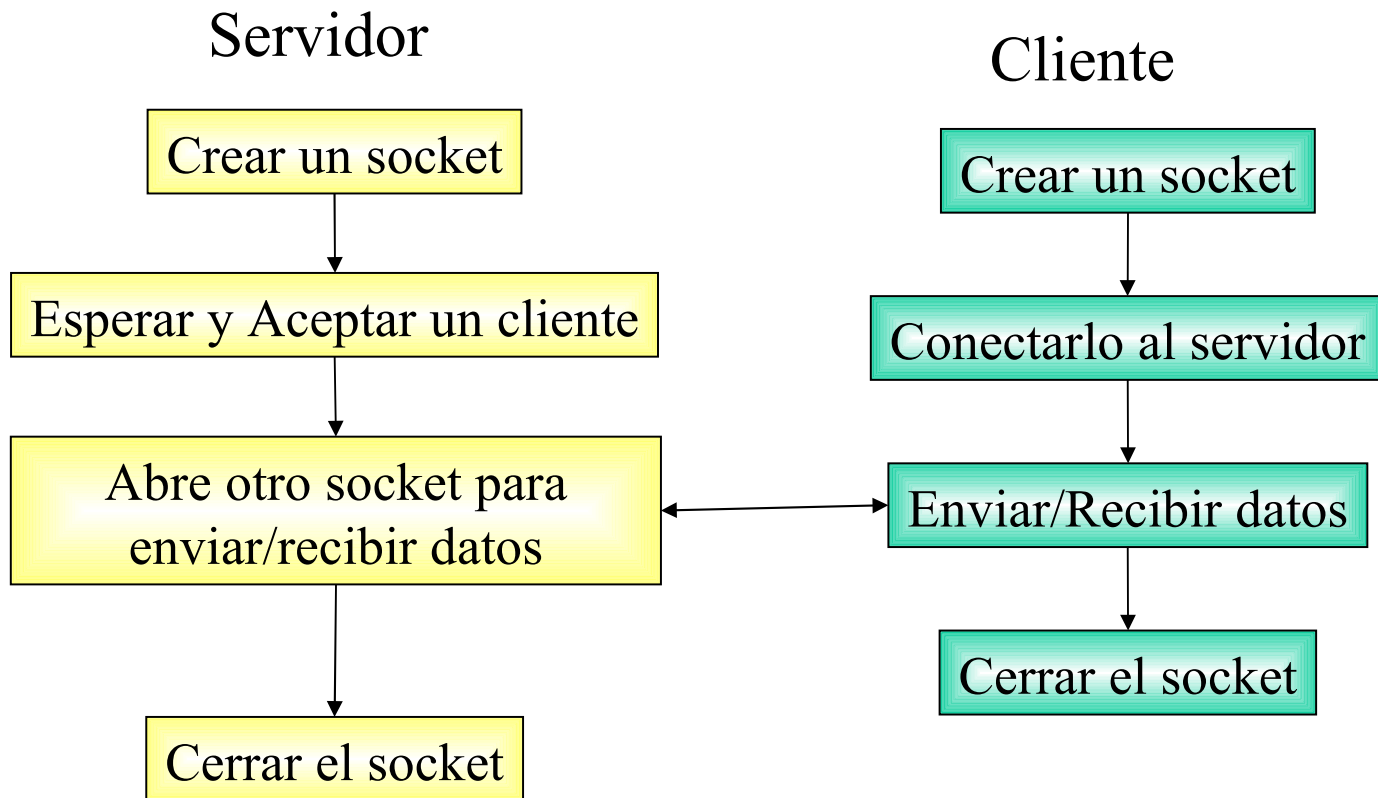 Servidor
Crear un socket
Esperar y Aceptar un cliente
Abre otro socket para
enviar/recibir datos
Cerrar el socket
Cliente
Crear un socket
Conectarlo al servidor
Enviar/Recibir datos
Cerrar el socket